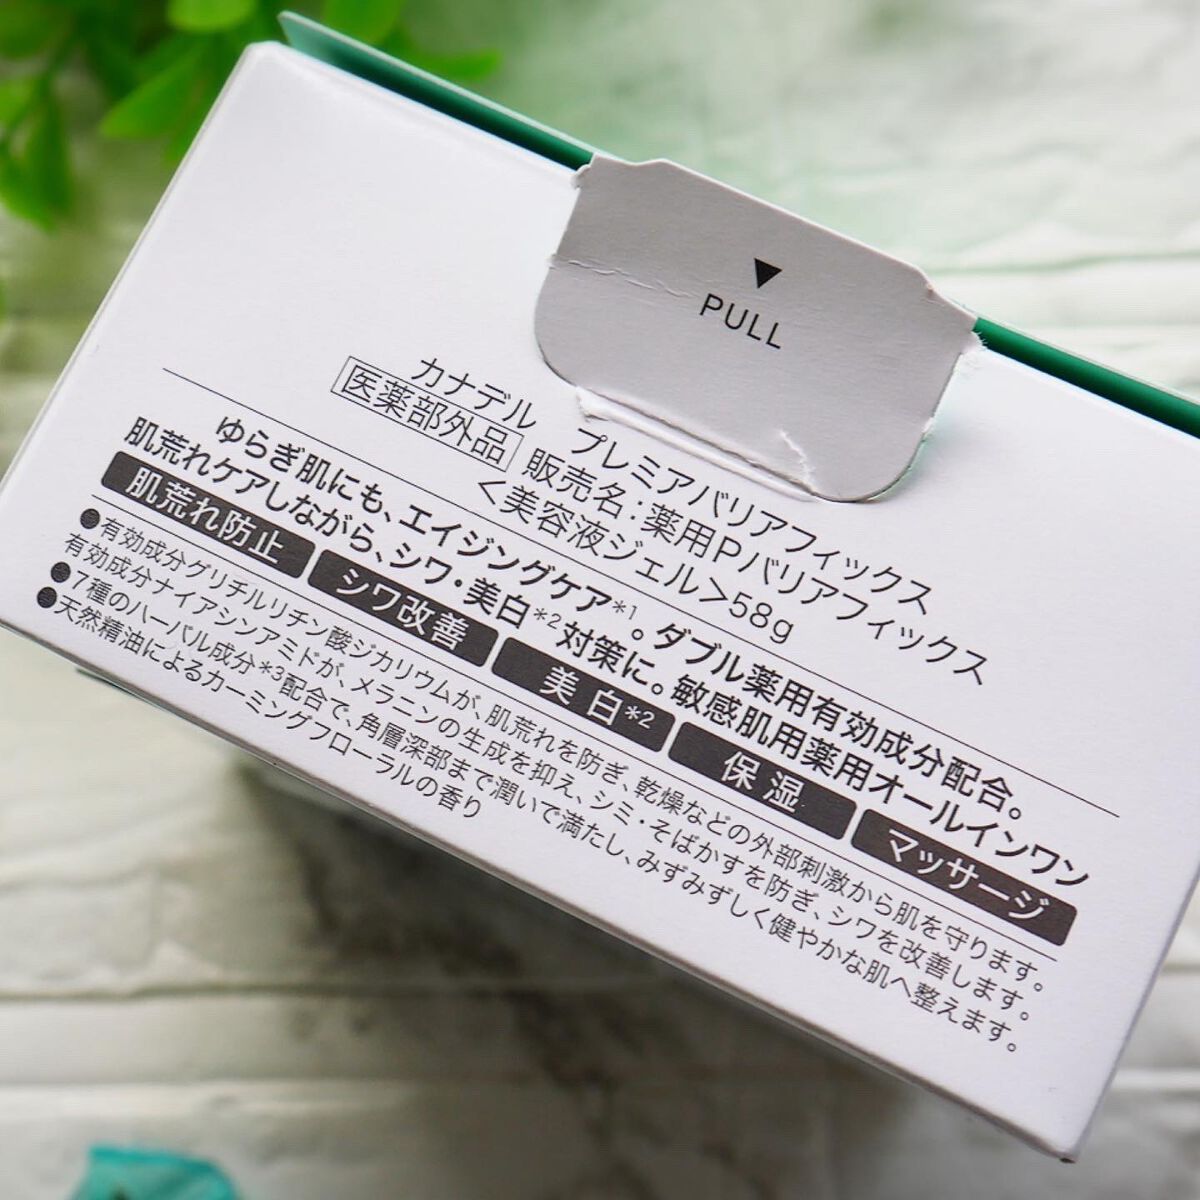 ▼
PULL
カナデル プレミアバリアフィックス
医薬部外品 販売名：薬用Pバリアフィックス
＜美容液ジェル＞58g
ゆらぎ肌にも、エイジングケア*1。ダブル薬用有効成分配合。
肌荒れケアしながら、シワ・美白*2対策に。敏感肌用薬用オールインワン
肌荒れ防止 シワ改善 美白*2 保湿 マッサージ
●有効成分グリチルリチン酸ジカリウムが、肌荒れを防ぎ、乾燥などの外部刺激から肌を守ります。
有効成分ナイアシンアミドが、メラニンの生成を抑え、シミ・そばかすを防ぎ、シワを改善します。
●7種のハーバル成分*3配合で、角層深部まで潤いで満たし、みずみずしく健やかな肌へ整えます。
●天然精油によるカーミングフローラルの香り